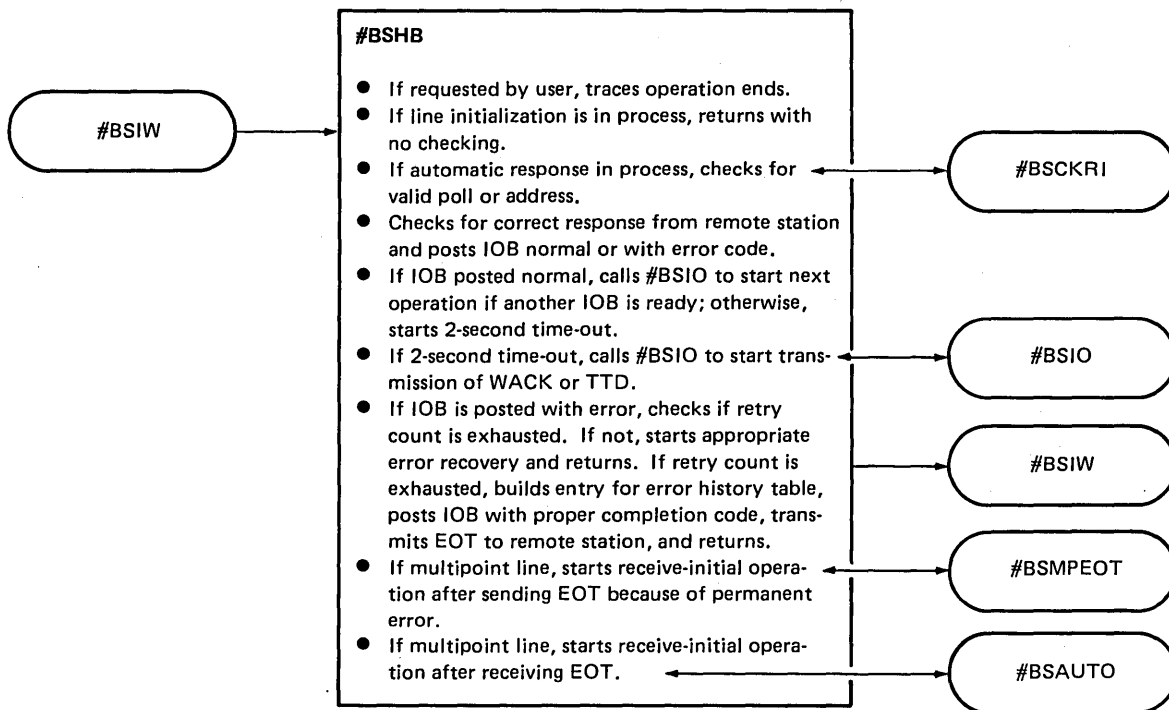 #BSHB
#BSIW
● If requested by user, traces operation ends.
● If line initialization is in process, returns with
no checking.
● If automatic response in process, checks for
valid poll or address.
#BSCKRI
● Checks for correct response from remote station
and posts IOB normal or with error code.
● If IOB posted normal, calls #BSIO to start next
operation if another IOB is ready; otherwise,
starts 2-second time-out.
● If 2-second time-out, calls #BSIO to start trans-
mission of WACK or TTD.
#BSIO
● If IOB is posted with error, checks if retry
count is exhausted. If not, starts appropriate
error recovery and returns. If retry count is
exhausted, builds entry for error history table,
posts IOB with proper completion code, trans-
mits EOT to remote station, and returns.
#BSIW
● If multipoint line, starts receive-initial opera-
tion after sending EOT because of permanent
error.
#BSMPEOT
● If multipoint line, starts receive-initial opera-
tion after receiving EOT.
#BSAUTO